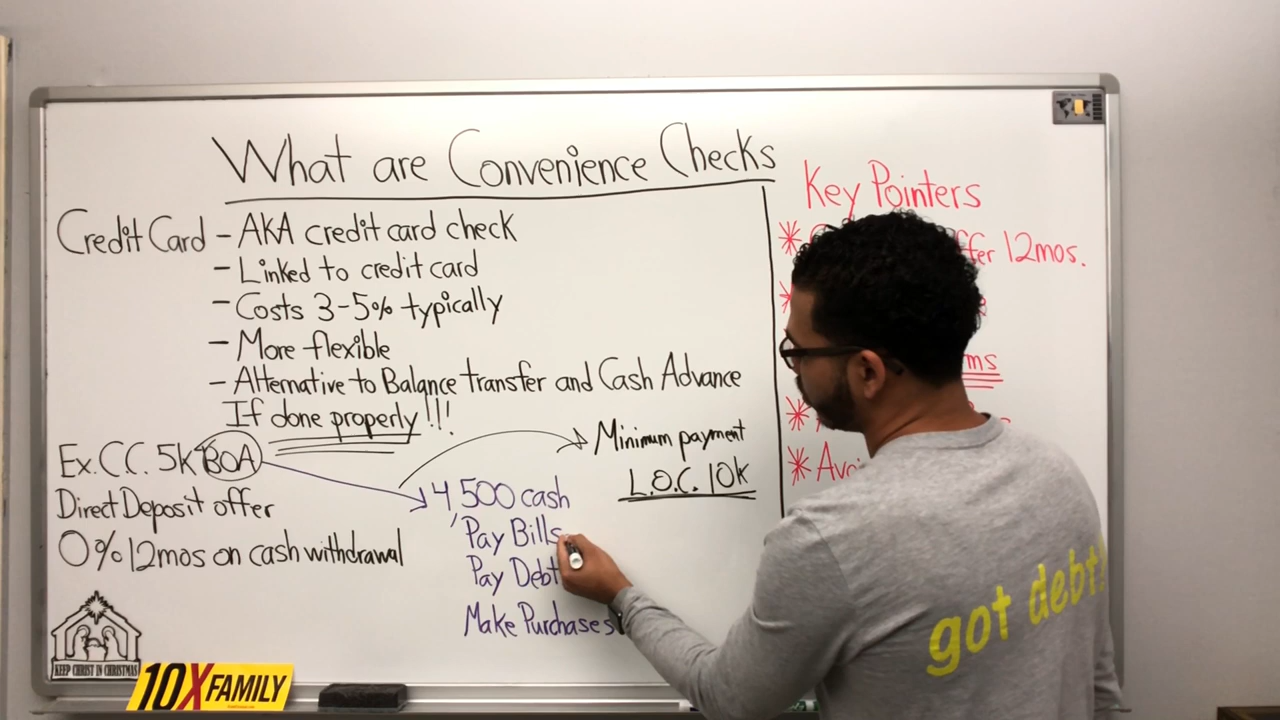 What are Convenience Checks
Credit Card - AKA credit card check
- Linked to credit card
- Costs 3-5% typically
- More flexible
- Alternative to Balance transfer and Cash Advance
If done properly!!!
Ex. C.C. 5k BOA
Direct Deposit offer
0% 12mos on cash withdrawal
4,500 cash
Pay Bills
Pay Debt
Make Purchases
Minimum payment
L.O.C. 10k
Key Pointers
12mos.
KEEP CHRIST IN CHRISTMAS
10X FAMILY
got debt?